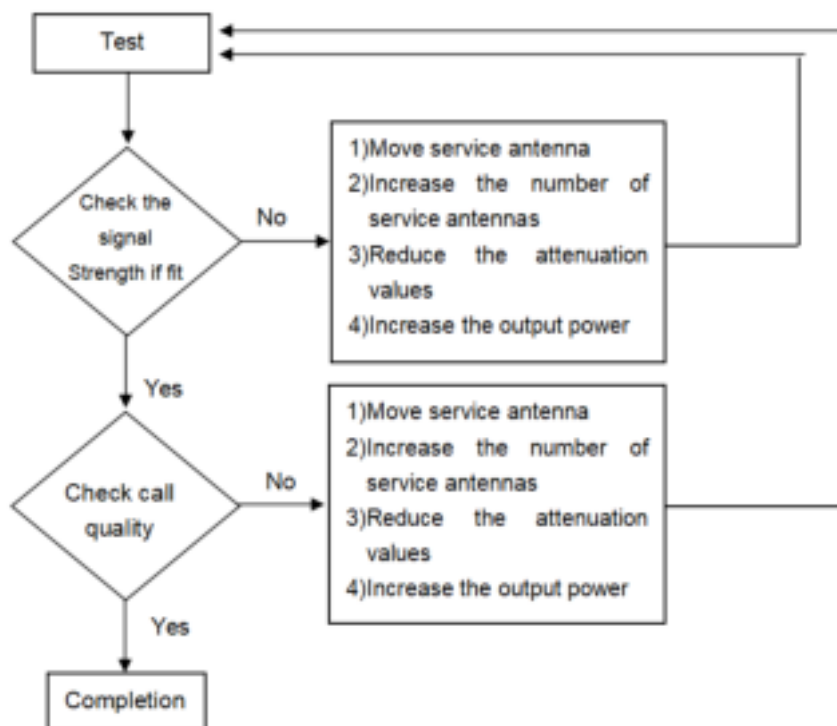 Test
Check the
signal
Strength if fit
No
1)Move service antenna
2)Increase the number of
service antennas
3)Reduce the attenuation
values
4)Increase the output power
Yes
Check call
quality
No
1)Move service antenna
2)Increase the number of
service antennas
3)Reduce the attenuation
values
4)Increase the output power
Yes
Completion